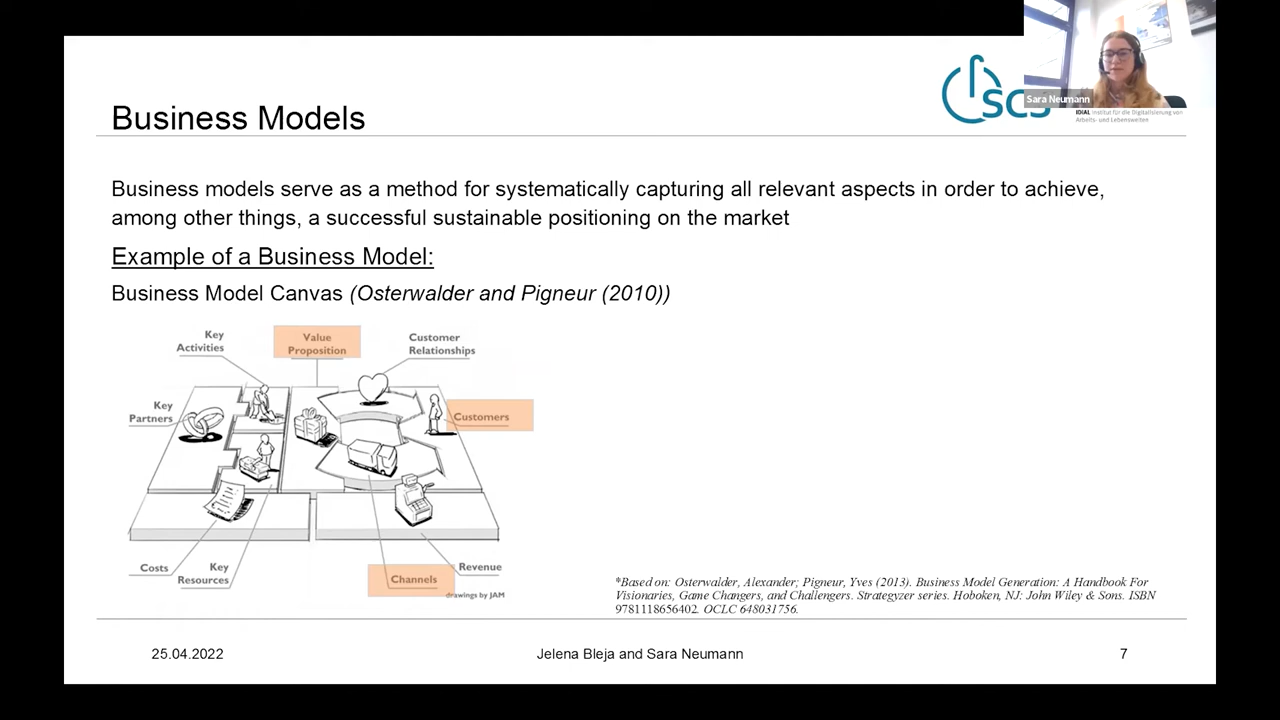 Sara Neumann
SCS
IDIAL Institut für die Digitalisierung von
Arbeits- und Lebenswelten
Business Models
Business models serve as a method for systematically capturing all relevant aspects in order to achieve,
among other things, a successful sustainable positioning on the market
Example of a Business Model:
Business Model Canvas (Osterwalder and Pigneur (2010))
Key
Activities
Value
Proposition
Customer
Relationships
Key
Partners
Customers
Costs
Key
Resources
Channels
Revenue
drawings by JAM
*Based on: Osterwalder, Alexander; Pigneur, Yves (2013). Business Model Generation: A Handbook For
Visionaries, Game Changers, and Challengers. Strategyzer series. Hoboken, NJ: John Wiley & Sons. ISBN
9781118656402. OCLC 648031756.
25.04.2022
Jelena Bleja and Sara Neumann
7